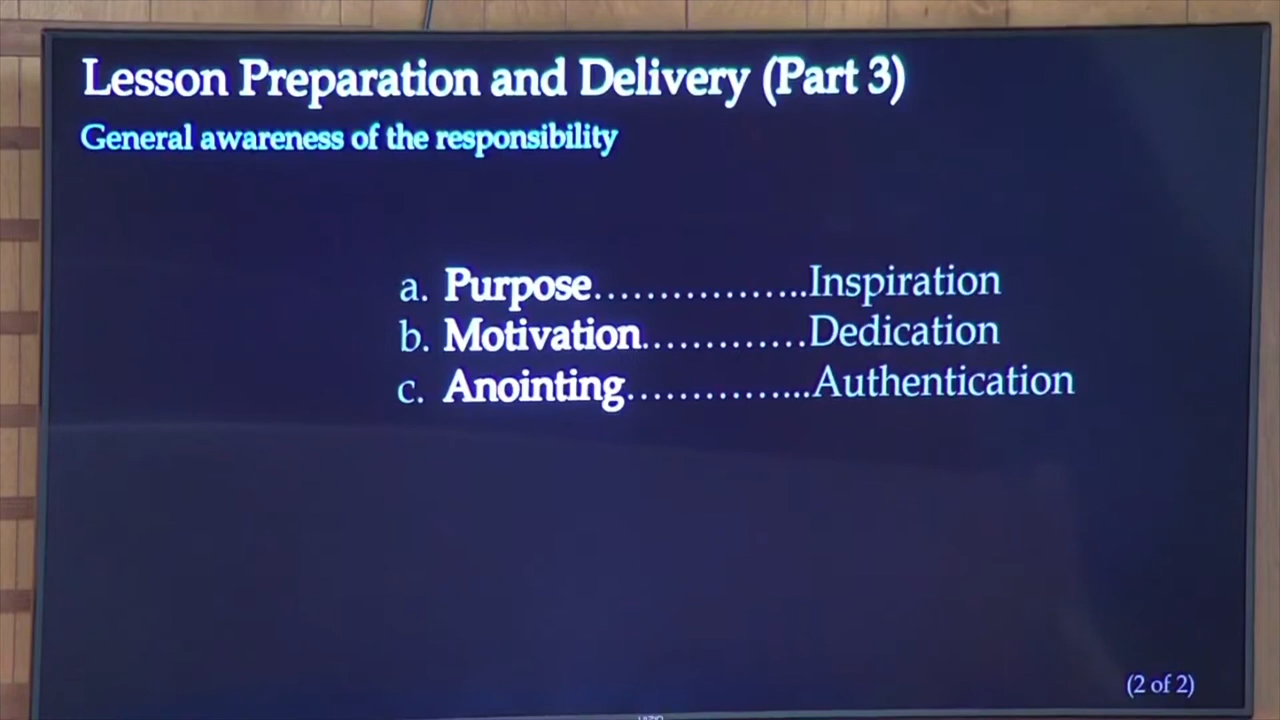 Lesson Preparation and Delivery (Part 3)
General awareness of the responsibility
a. Purpose.................Inspiration
b. Motivation.............Dedication
c. Anointing...............Authentication
(2 of 2)
VIZIO